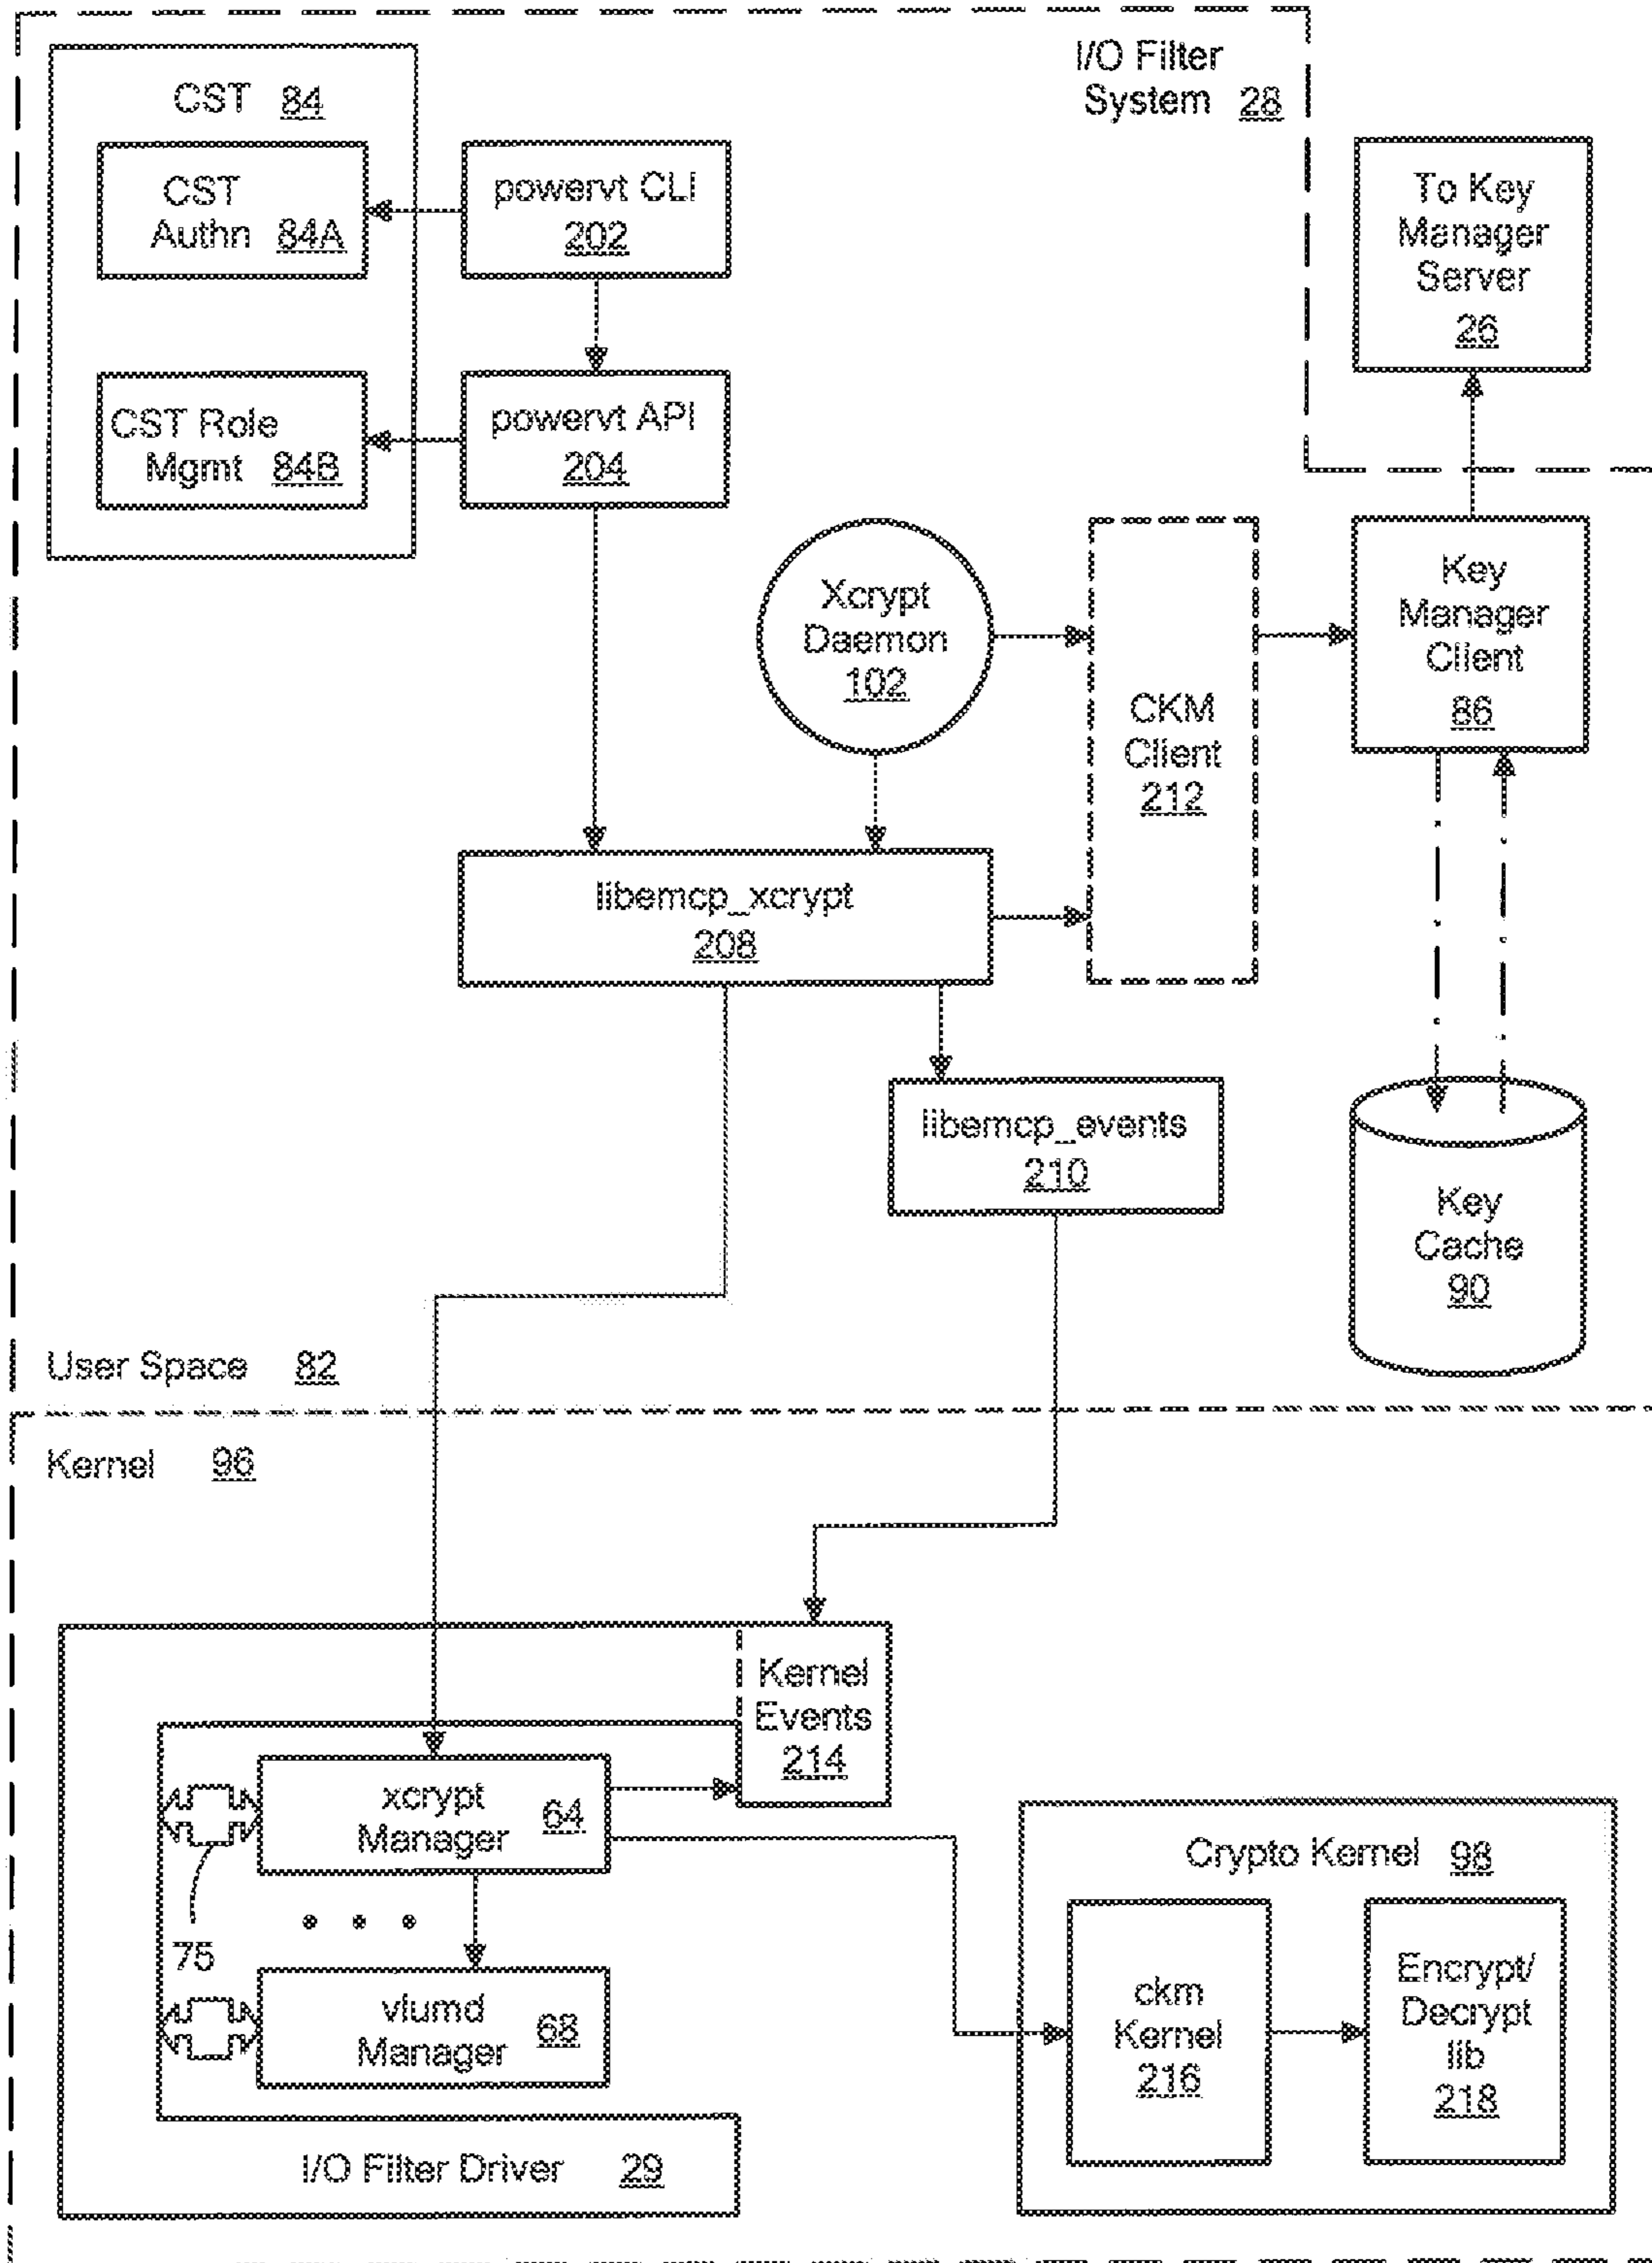 I/O Filter
System 28
CST 84
CST
Authn 84A
powervt CLI
202
To Key
Manager
Server
26
CST Role
Mgmt 84B
powervt API
204
Xcrypt
Daemon
102
CKM
Client
212
Key
Manager
Client
86
libemcp_xcrypt
208
libemcp_events
210
Key
Cache
90
User Space 82
Kernel 96
Kernel
Events
214
xcrypt
Manager 64
75
vlumd
Manager 68
I/O Filter Driver 29
Crypto Kernel 98
ckm
Kernel
216
Encrypt/
Decrypt
lib
218